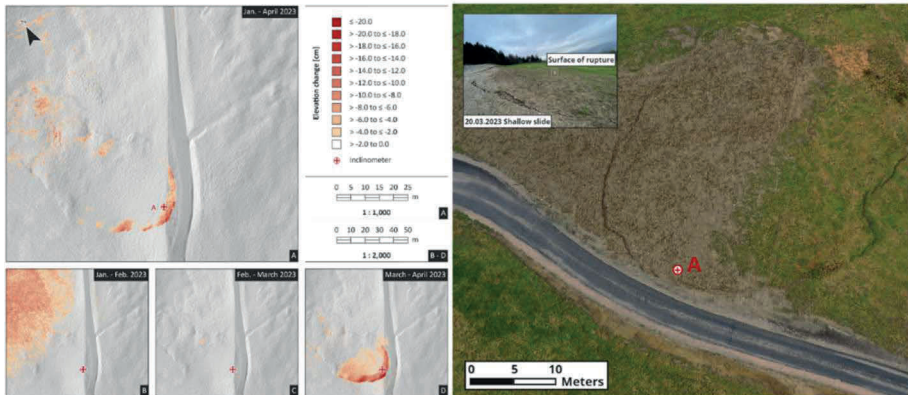 Jan. - April 2023
A
A
Elevation change [cm]
≤ -20.0
> -20.0 to ≤ -18.0
> -18.0 to ≤ -16.0
> -16.0 to ≤ -14.0
> -14.0 to ≤ -12.0
> -12.0 to ≤ -10.0
> -10.0 to ≤ -8.0
> -8.0 to ≤ -6.0
> -6.0 to ≤ -4.0
> -4.0 to ≤ -2.0
> -2.0 to 0.0
Inclinometer
0 5 10 15 20 25
m
1 : 1,000
A
0 10 20 30 40 50
m
1 : 2,000
B - D
Jan. - Feb. 2023
B
Feb. - March 2023
C
March - April 2023
D
Surface of rupture
20.03.2023 Shallow slide
A
0 5 10
Meters